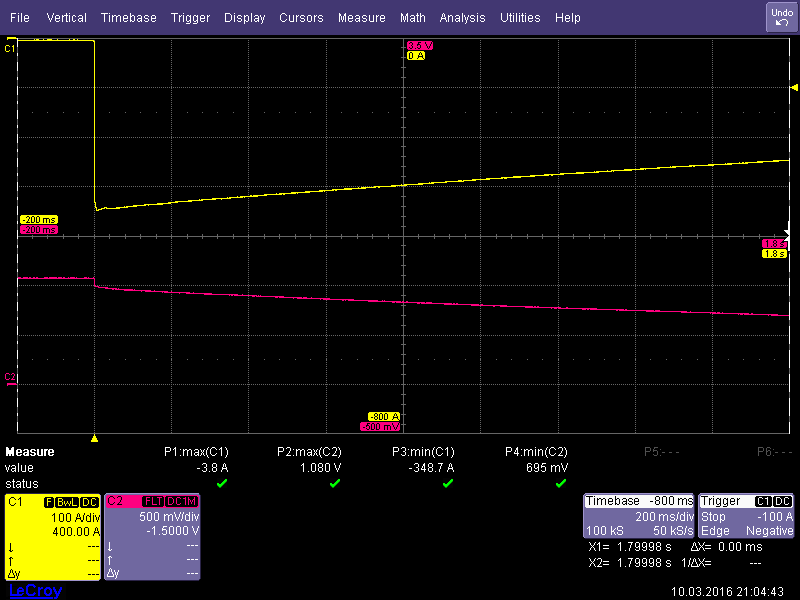 File Vertical Timebase Trigger Display Cursors Measure Math Analysis Utilities Help Undo
C1
3.5 V
0 A
-200 ms
-200 ms
1.8 s
1.8 s
C2
-800 A
-500 mV
Measure P1:max(C1) P2:max(C2) P3:min(C1) P4:min(C2) P5:--- P6:---
value -3.8 A 1.080 V -348.7 A 695 mV
status
C1 F BwL DC
100 A/div
400.00 A
↓ ---
↑ ---
Δy ---
C2 FLT DC1M
500 mV/div
-1.5000 V
↓ ---
↑ ---
Δy ---
Timebase -800 ms
200 ms/div
100 kS 50 kS/s
Trigger C1 DC
Stop -100 A
Edge Negative
X1= 1.79998 s ΔX= 0.00 ms
X2= 1.79998 s 1/ΔX= ---
LeCroy
10.03.2016 21:04:43